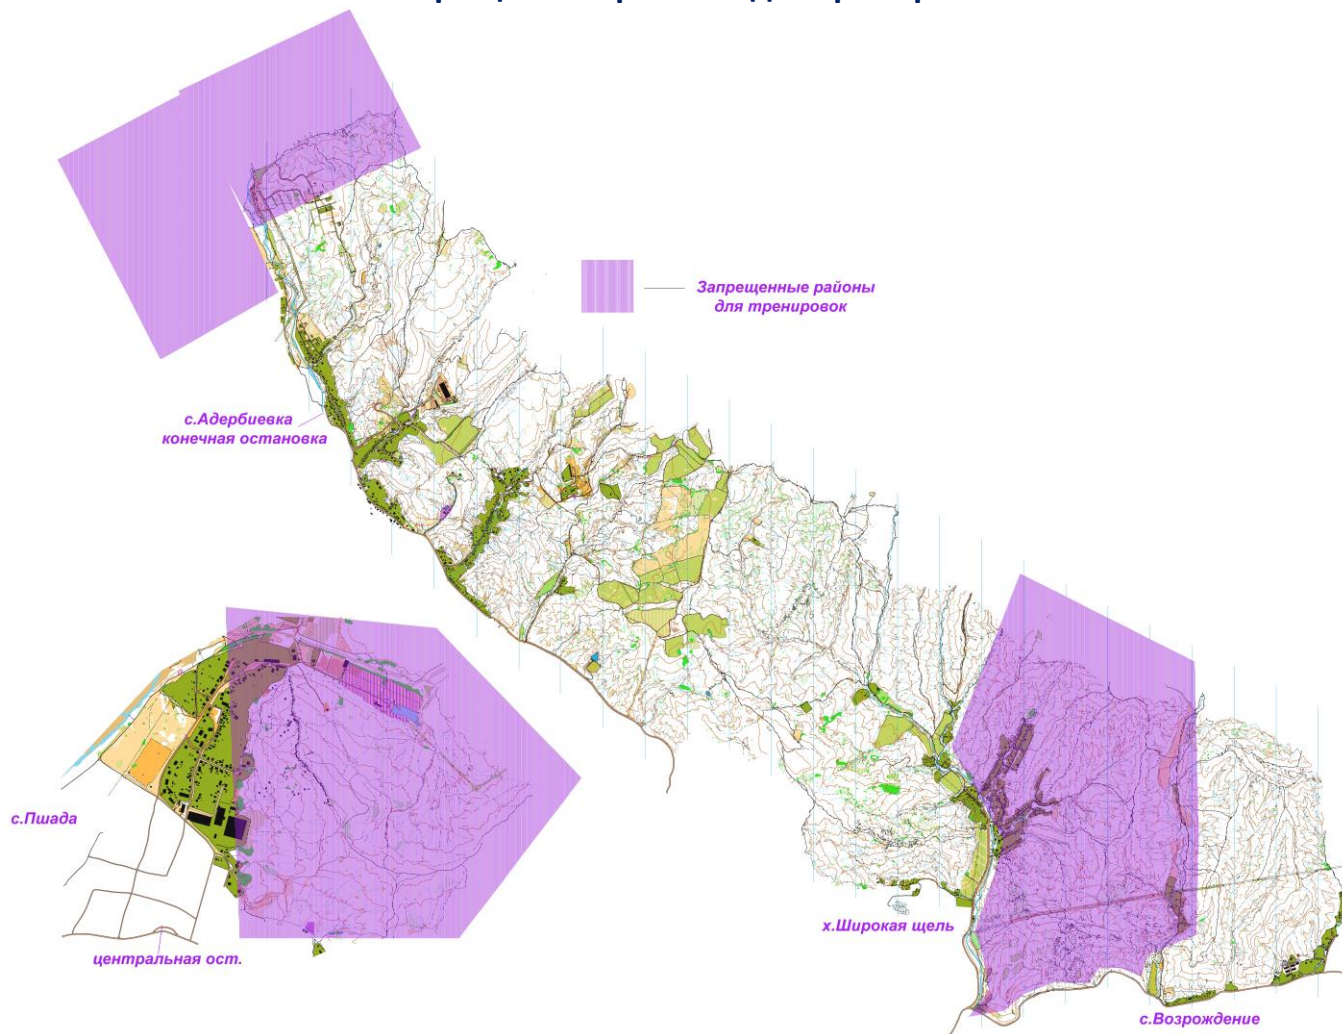 Запрещенные районы
для тренировок
с.Адербиевка
конечная остановка
с.Пшада
х.Широкая щель
центральная ост.
с.Возрождение